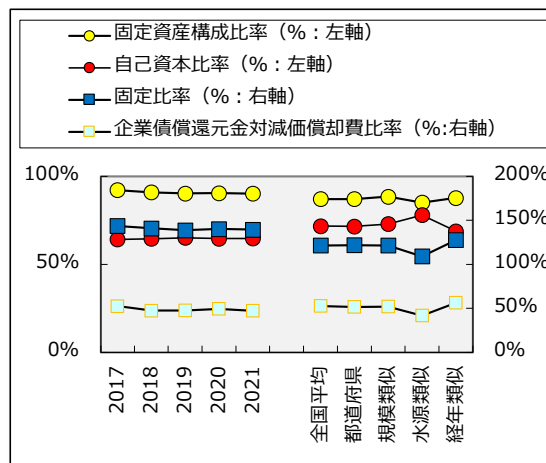 固定資産構成比率（%：左軸）
自己資本比率（%：左軸）
固定比率（%：右軸）
企業債償還元金対減価償却費比率（%:右軸）
100%
50%
0%
200%
150%
100%
50%
0%
2017
2018
2019
2020
2021
全国平均
都道府県
規模類似
水源類似
経年類似